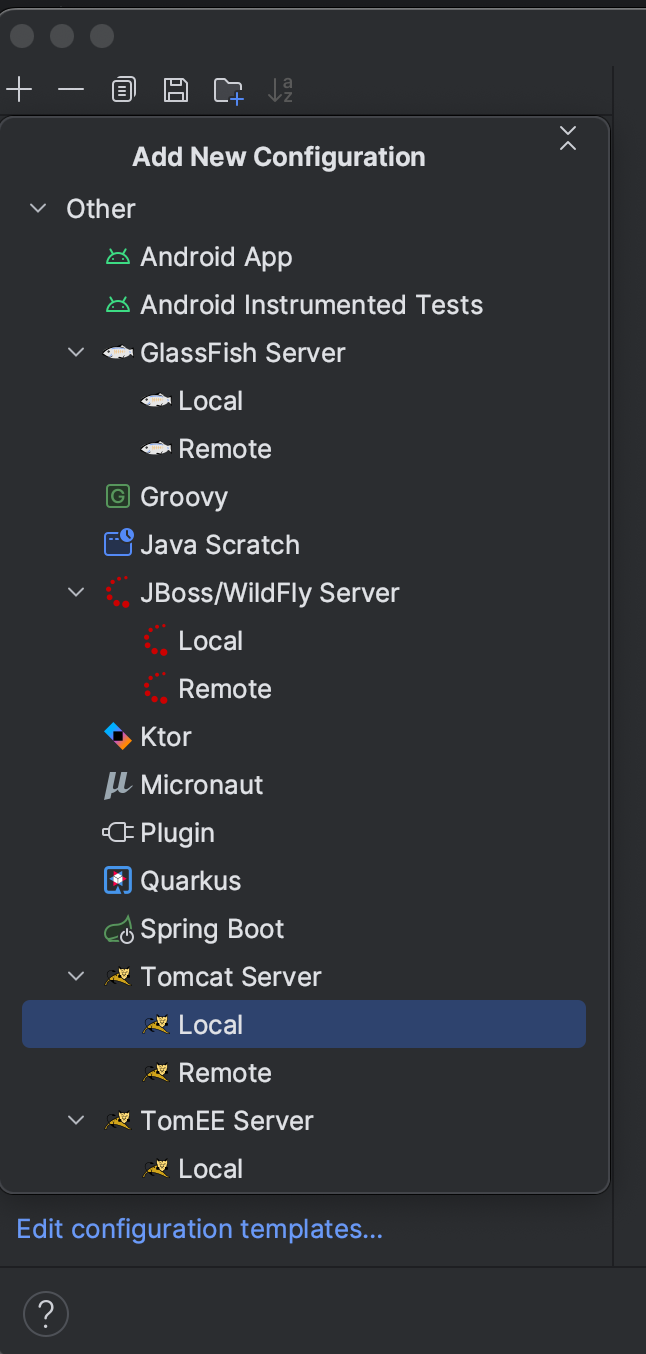 Add New Configuration
Other
Android App
Android Instrumented Tests
GlassFish Server
Local
Remote
Groovy
Java Scratch
JBoss/WildFly Server
Local
Remote
Ktor
Micronaut
Plugin
Quarkus
Spring Boot
Tomcat Server
Local
Remote
TomEE Server
Local
Edit configuration templates...
?